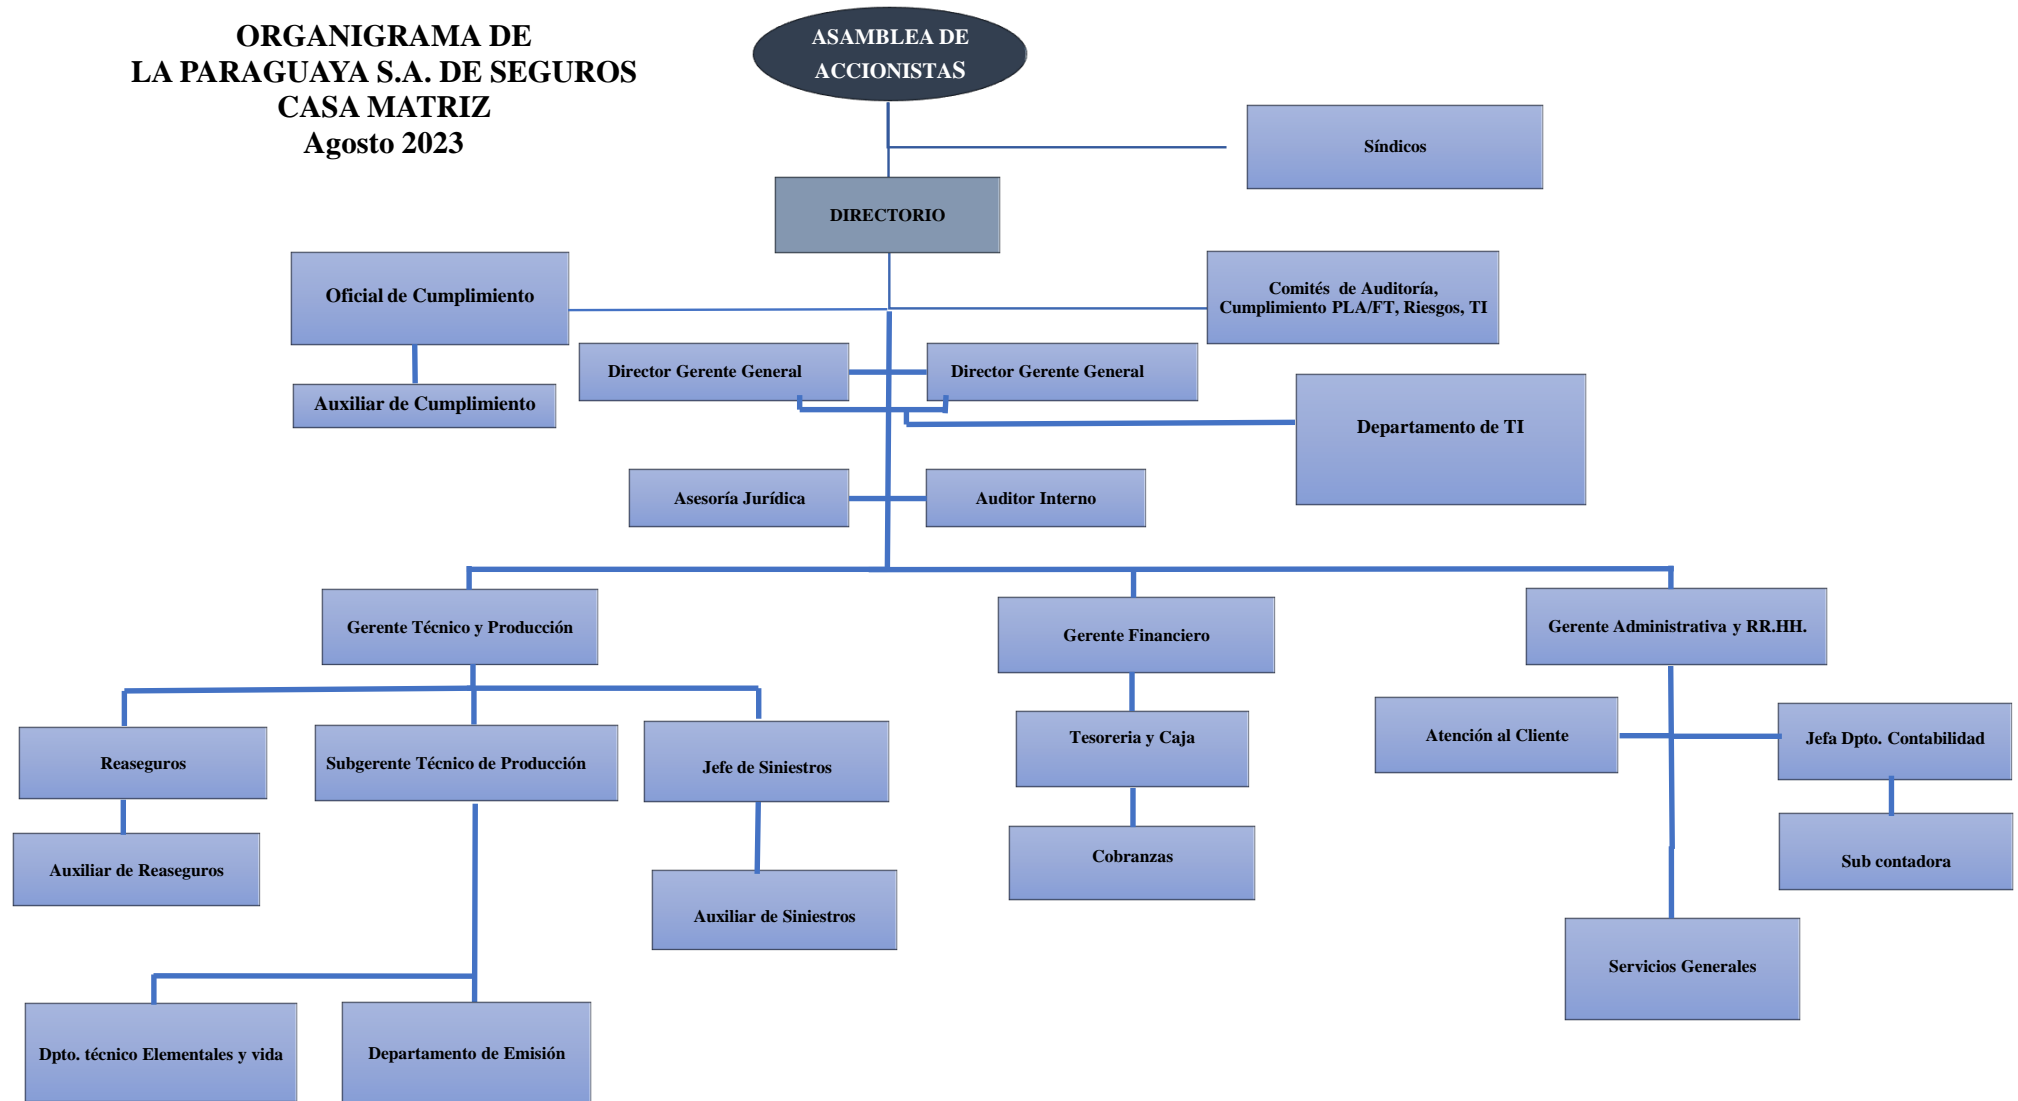 ORGANIGRAMA DE
LA PARAGUAYA S.A. DE SEGUROS
CASA MATRIZ
Agosto 2023
ASAMBLEA DE
ACCIONISTAS
Síndicos
DIRECTORIO
Oficial de Cumplimiento
Comités de Auditoría,
Cumplimiento PLA/FT, Riesgos, TI
Auxiliar de Cumplimiento
Director Gerente General
Director Gerente General
Departamento de TI
Asesoría Jurídica
Auditor Interno
Gerente Técnico y Producción
Gerente Financiero
Gerente Administrativa y RR.HH.
Reaseguros
Subgerente Técnico de Producción
Jefe de Siniestros
Tesoreria y Caja
Atención al Cliente
Jefa Dpto. Contabilidad
Auxiliar de Reaseguros
Auxiliar de Siniestros
Cobranzas
Sub contadora
Servicios Generales
Dpto. técnico Elementales y vida
Departamento de Emisión